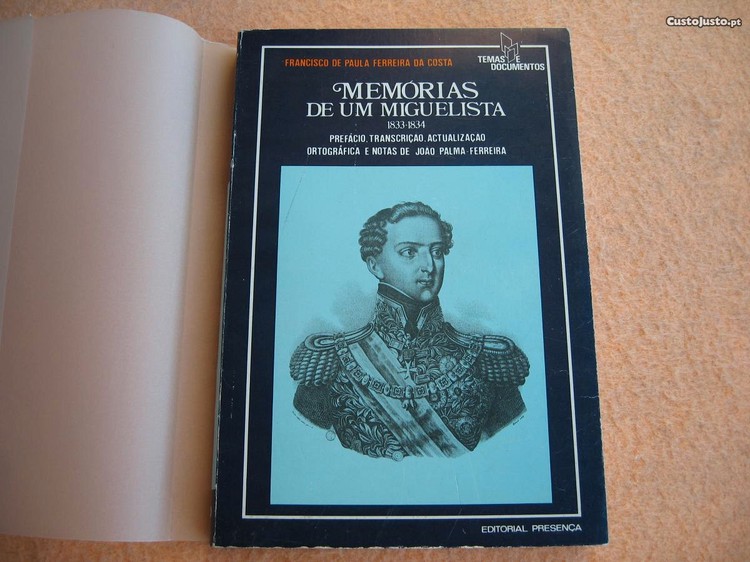 CustoJusto.pt
TEMAS E
DOCUMENTOS
FRANCISCO DE PAULA FERREIRA DA COSTA
MEMÓRIAS
DE UM MIGUELISTA
1833-1834
PREFÁCIO, TRANSCRIÇÃO, ACTUALIZAÇÃO
ORTOGRÁFICA E NOTAS DE JOÃO PALMA-FERREIRA
EDITORIAL PRESENÇA